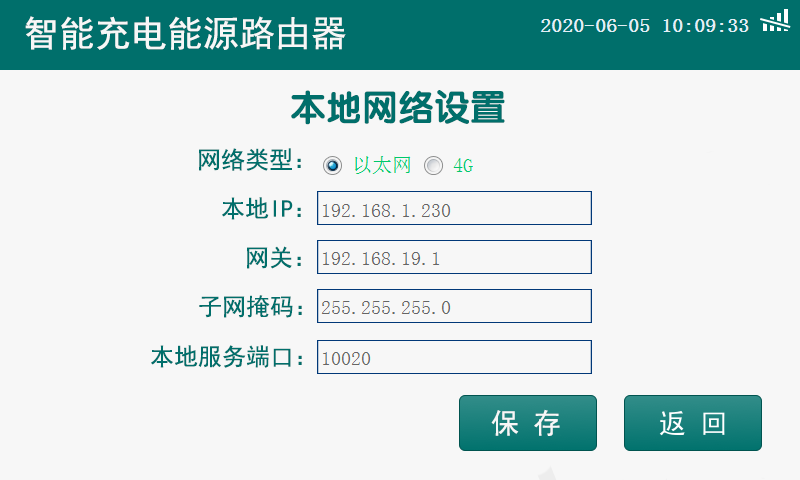 智能充电能源路由器
2020-06-05 10:09:33
本地网络设置
网络类型： 以太网 4G
本地IP： 192.168.1.230
网关： 192.168.19.1
子网掩码： 255.255.255.0
本地服务端口： 10020
保 存 返 回